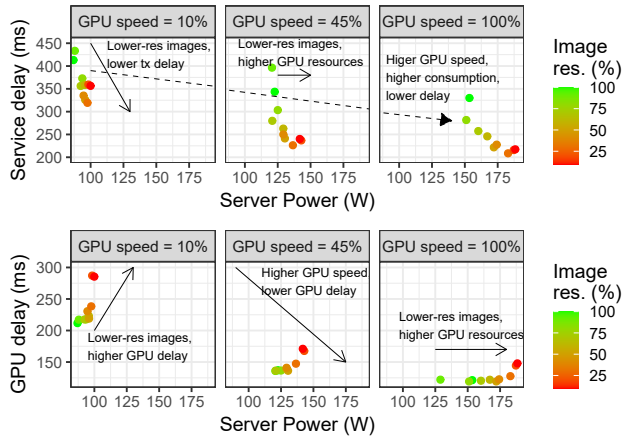 GPU speed = 10% GPU speed = 45% GPU speed = 100%
Service delay (ms)
450
400
350
300
250
200
Lower-res images,
lower tx delay
Lower-res images,
higher GPU resources
Higer GPU speed,
higher consumption,
lower delay
100 125 150 175 100 125 150 175 100 125 150 175
Server Power (W)
Image
res. (%)
100
75
50
25
GPU speed = 10% GPU speed = 45% GPU speed = 100%
GPU delay (ms)
300
250
200
150
Lower-res images,
higher GPU delay
Higher GPU speed
lower GPU delay
Lower-res images,
higher GPU resources
100 125 150 175 100 125 150 175 100 125 150 175
Server Power (W)
Image
res. (%)
100
75
50
25